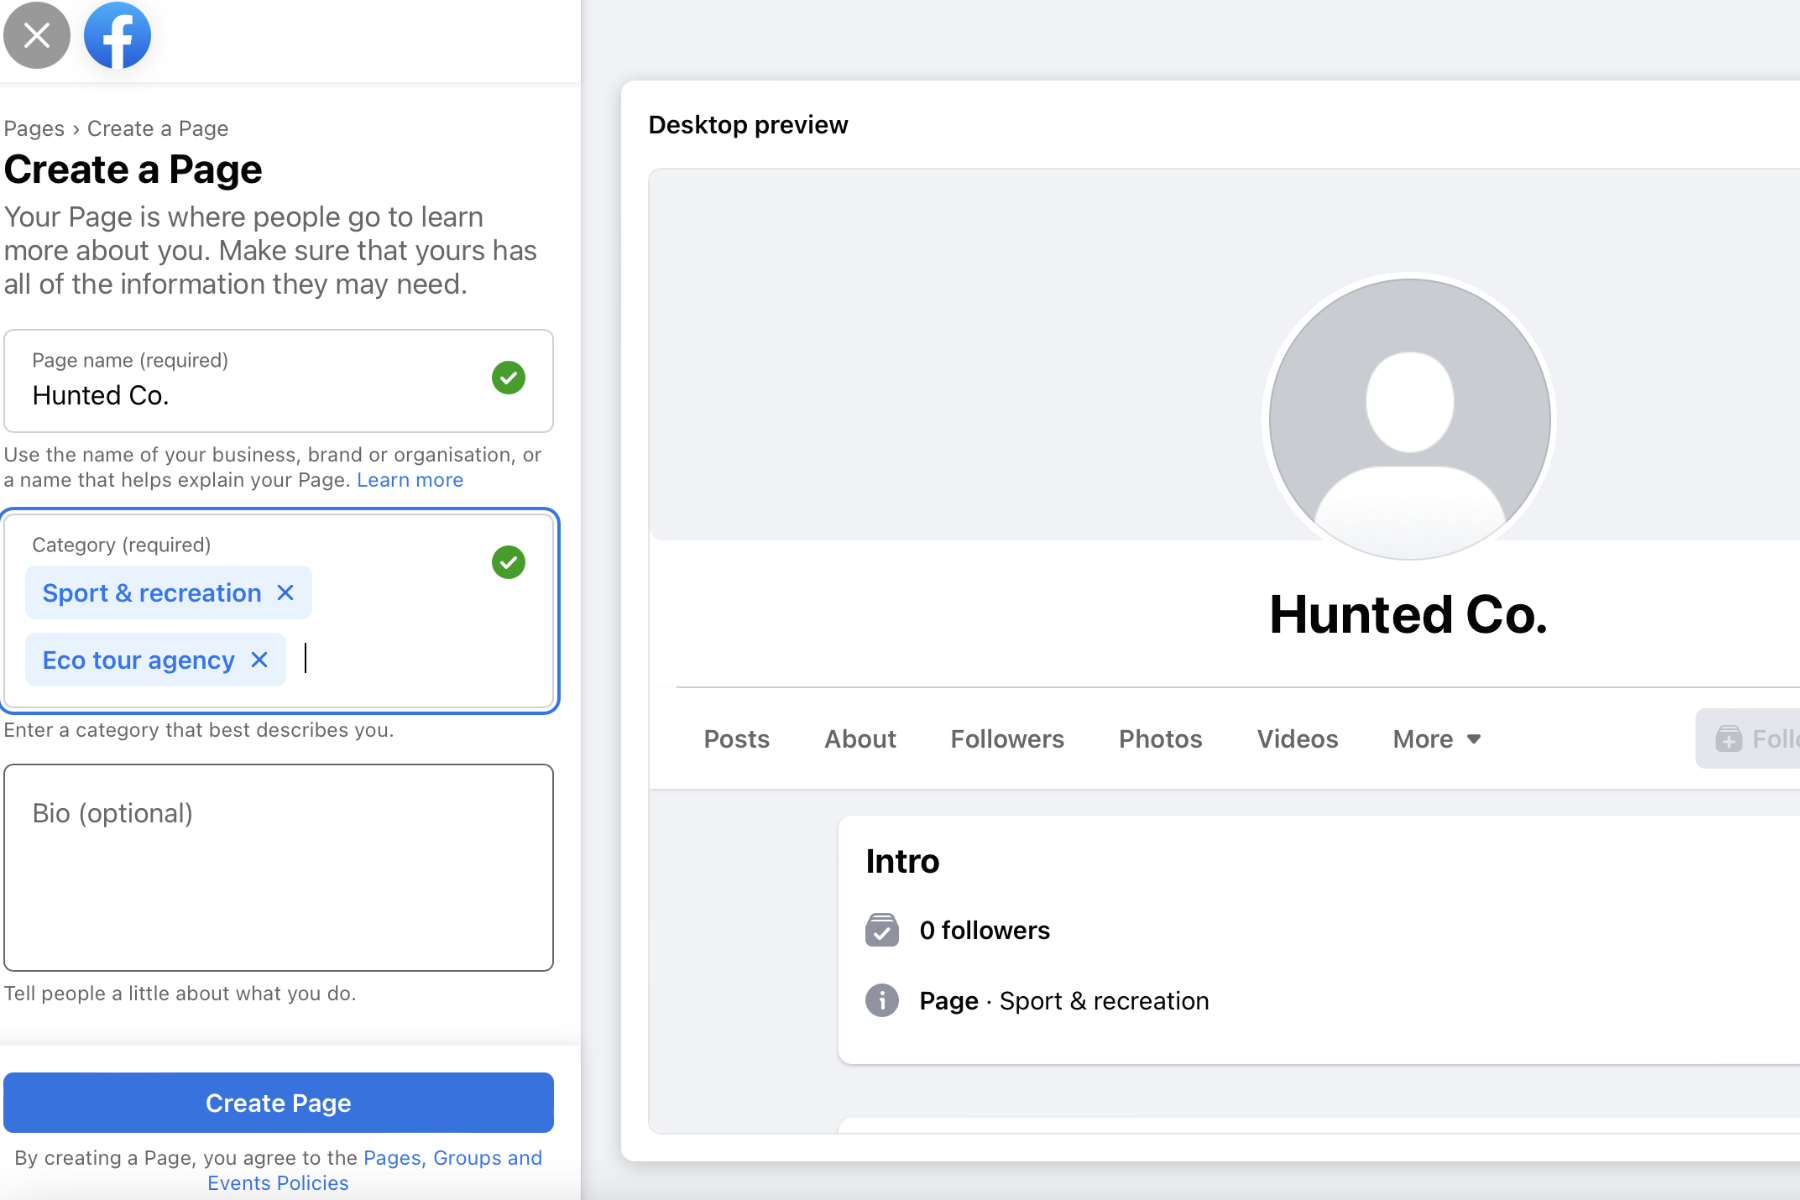 Pages › Create a Page
Create a Page
Your Page is where people go to learn
more about you. Make sure that yours has
all of the information they may need.
Page name (required)
Hunted Co.
Use the name of your business, brand or organisation, or
a name that helps explain your Page. Learn more
Category (required)
Sport & recreation
Eco tour agency
Enter a category that best describes you.
Bio (optional)
Tell people a little about what you do.
Create Page
By creating a Page, you agree to the Pages, Groups and
Events Policies
Desktop preview
Hunted Co.
Posts About Followers Photos Videos More
Intro
0 followers
Page · Sport & recreation